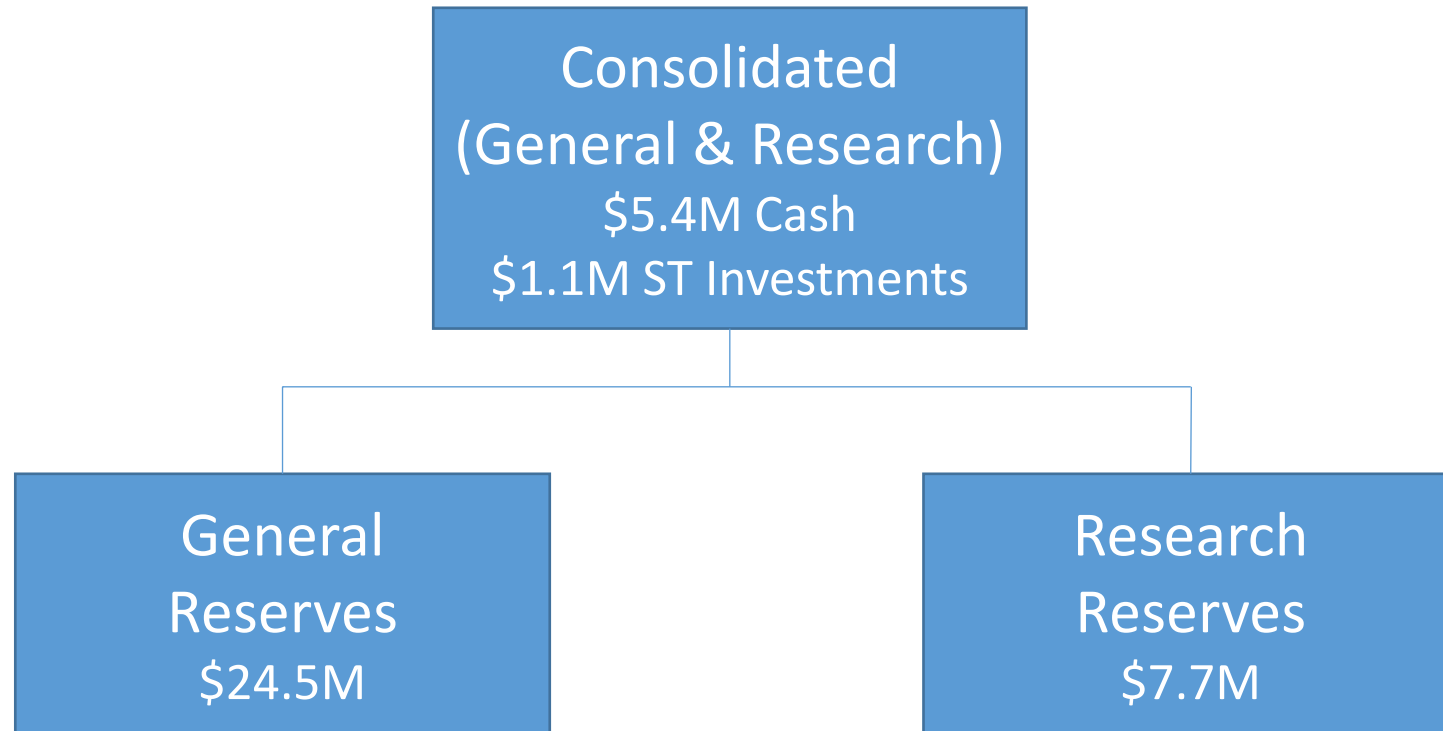 Consolidated
(General & Research)
$5.4M Cash
$1.1M ST Investments
General
Reserves
$24.5M
Research
Reserves
$7.7M